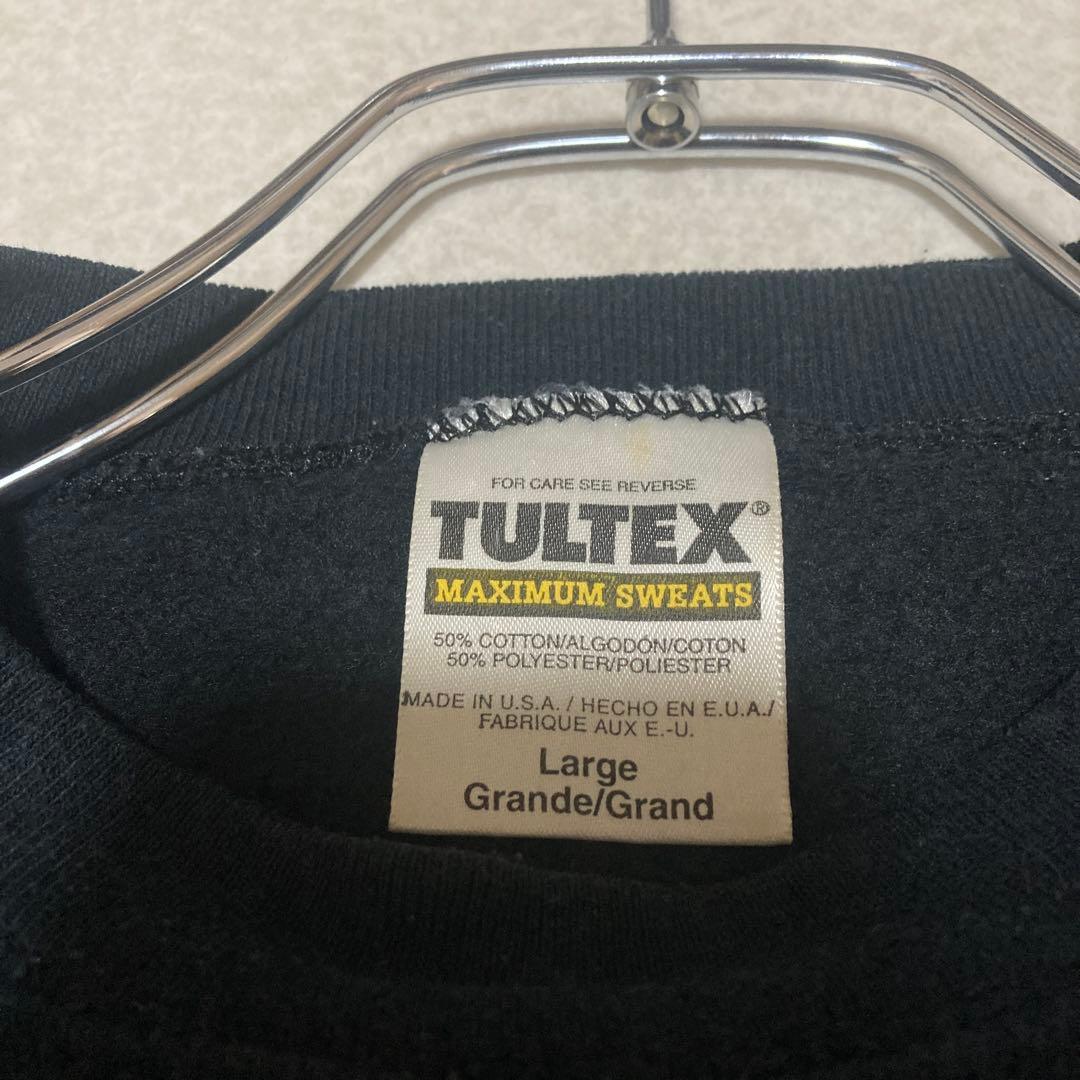 FOR CARE SEE REVERSE
TULTEX®
MAXIMUM SWEATS
50% COTTON/ALGODON/COTON
50% POLYESTER/POLIESTER
MADE IN U.S.A. / HECHO EN E.U.A./
FABRIQUE AUX E.-U.
Large
Grande/Grand